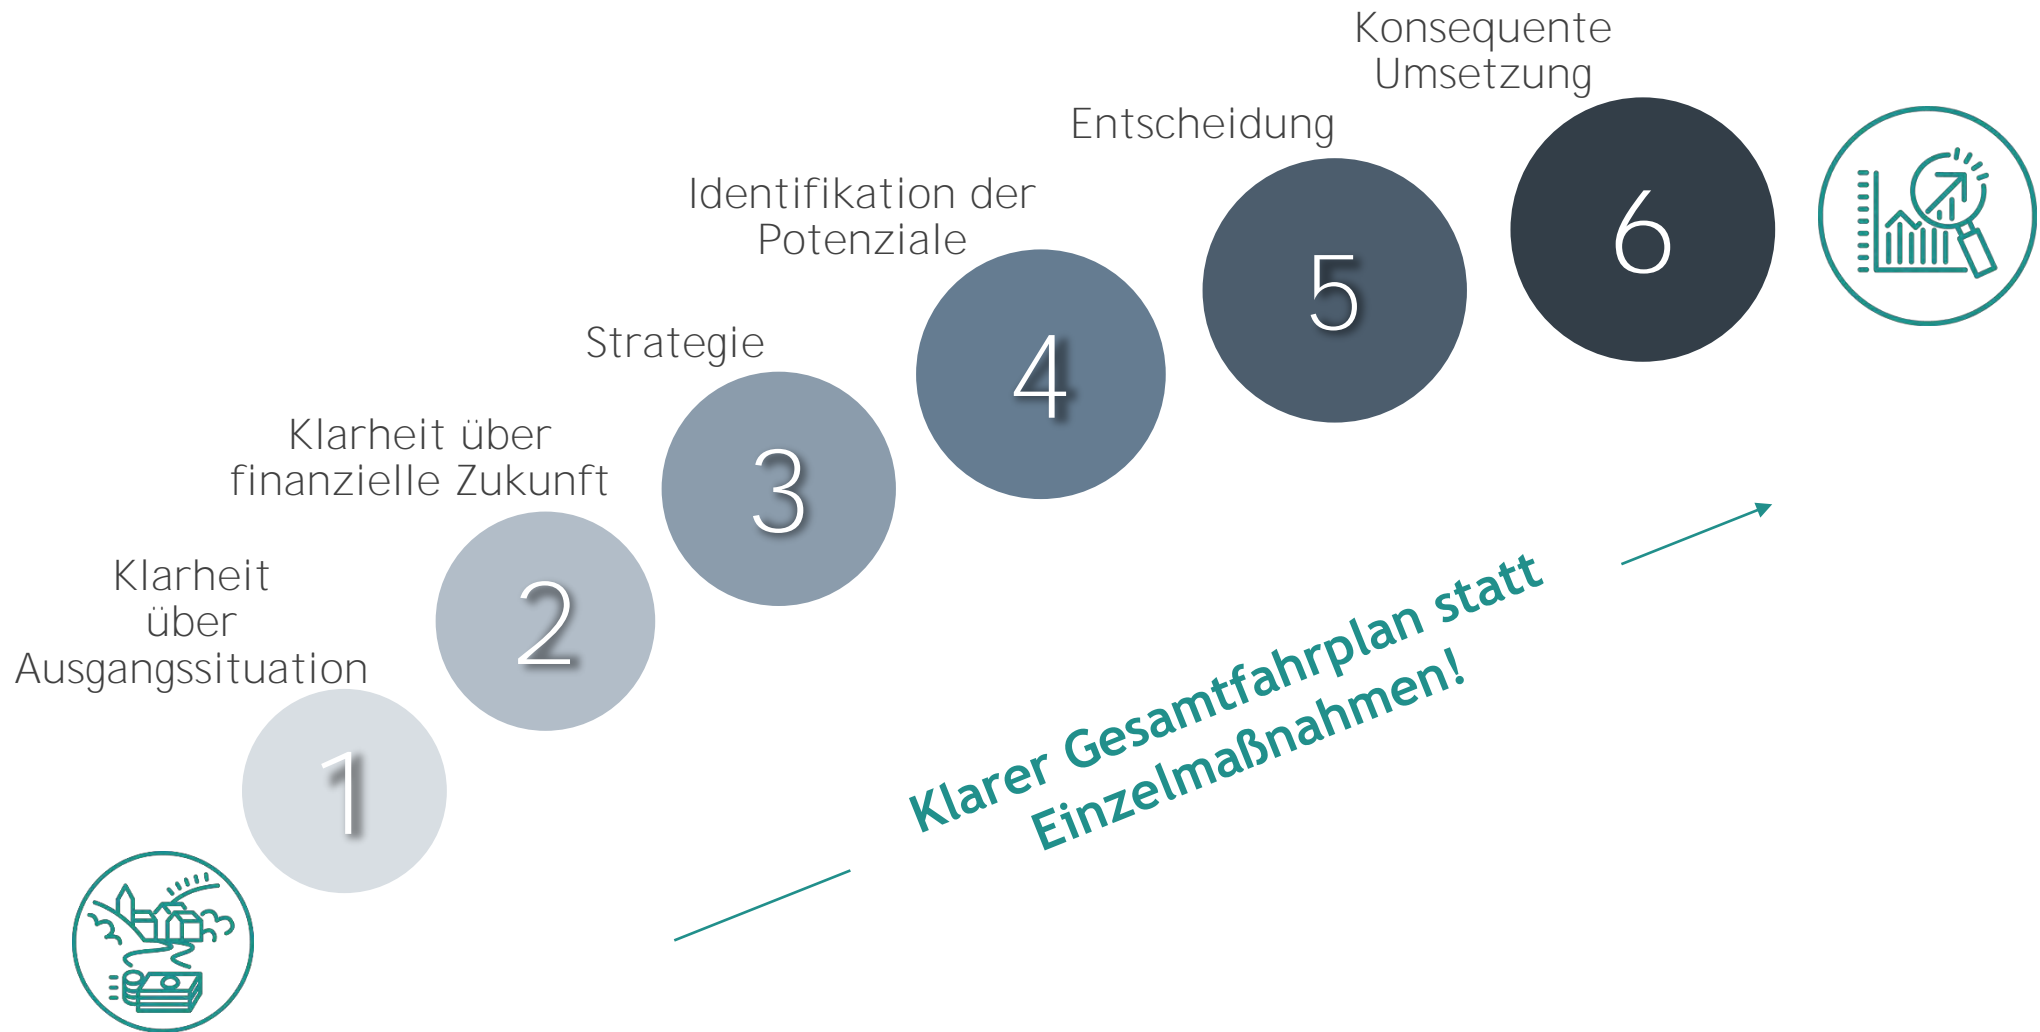 Klarheit
über
Ausgangssituation
1
Klarheit über
finanzielle Zukunft
2
Strategie
3
Identifikation der
Potenziale
4
Entscheidung
5
Konsequente
Umsetzung
6
Klarer Gesamtfahrplan statt
Einzelmaßnahmen!